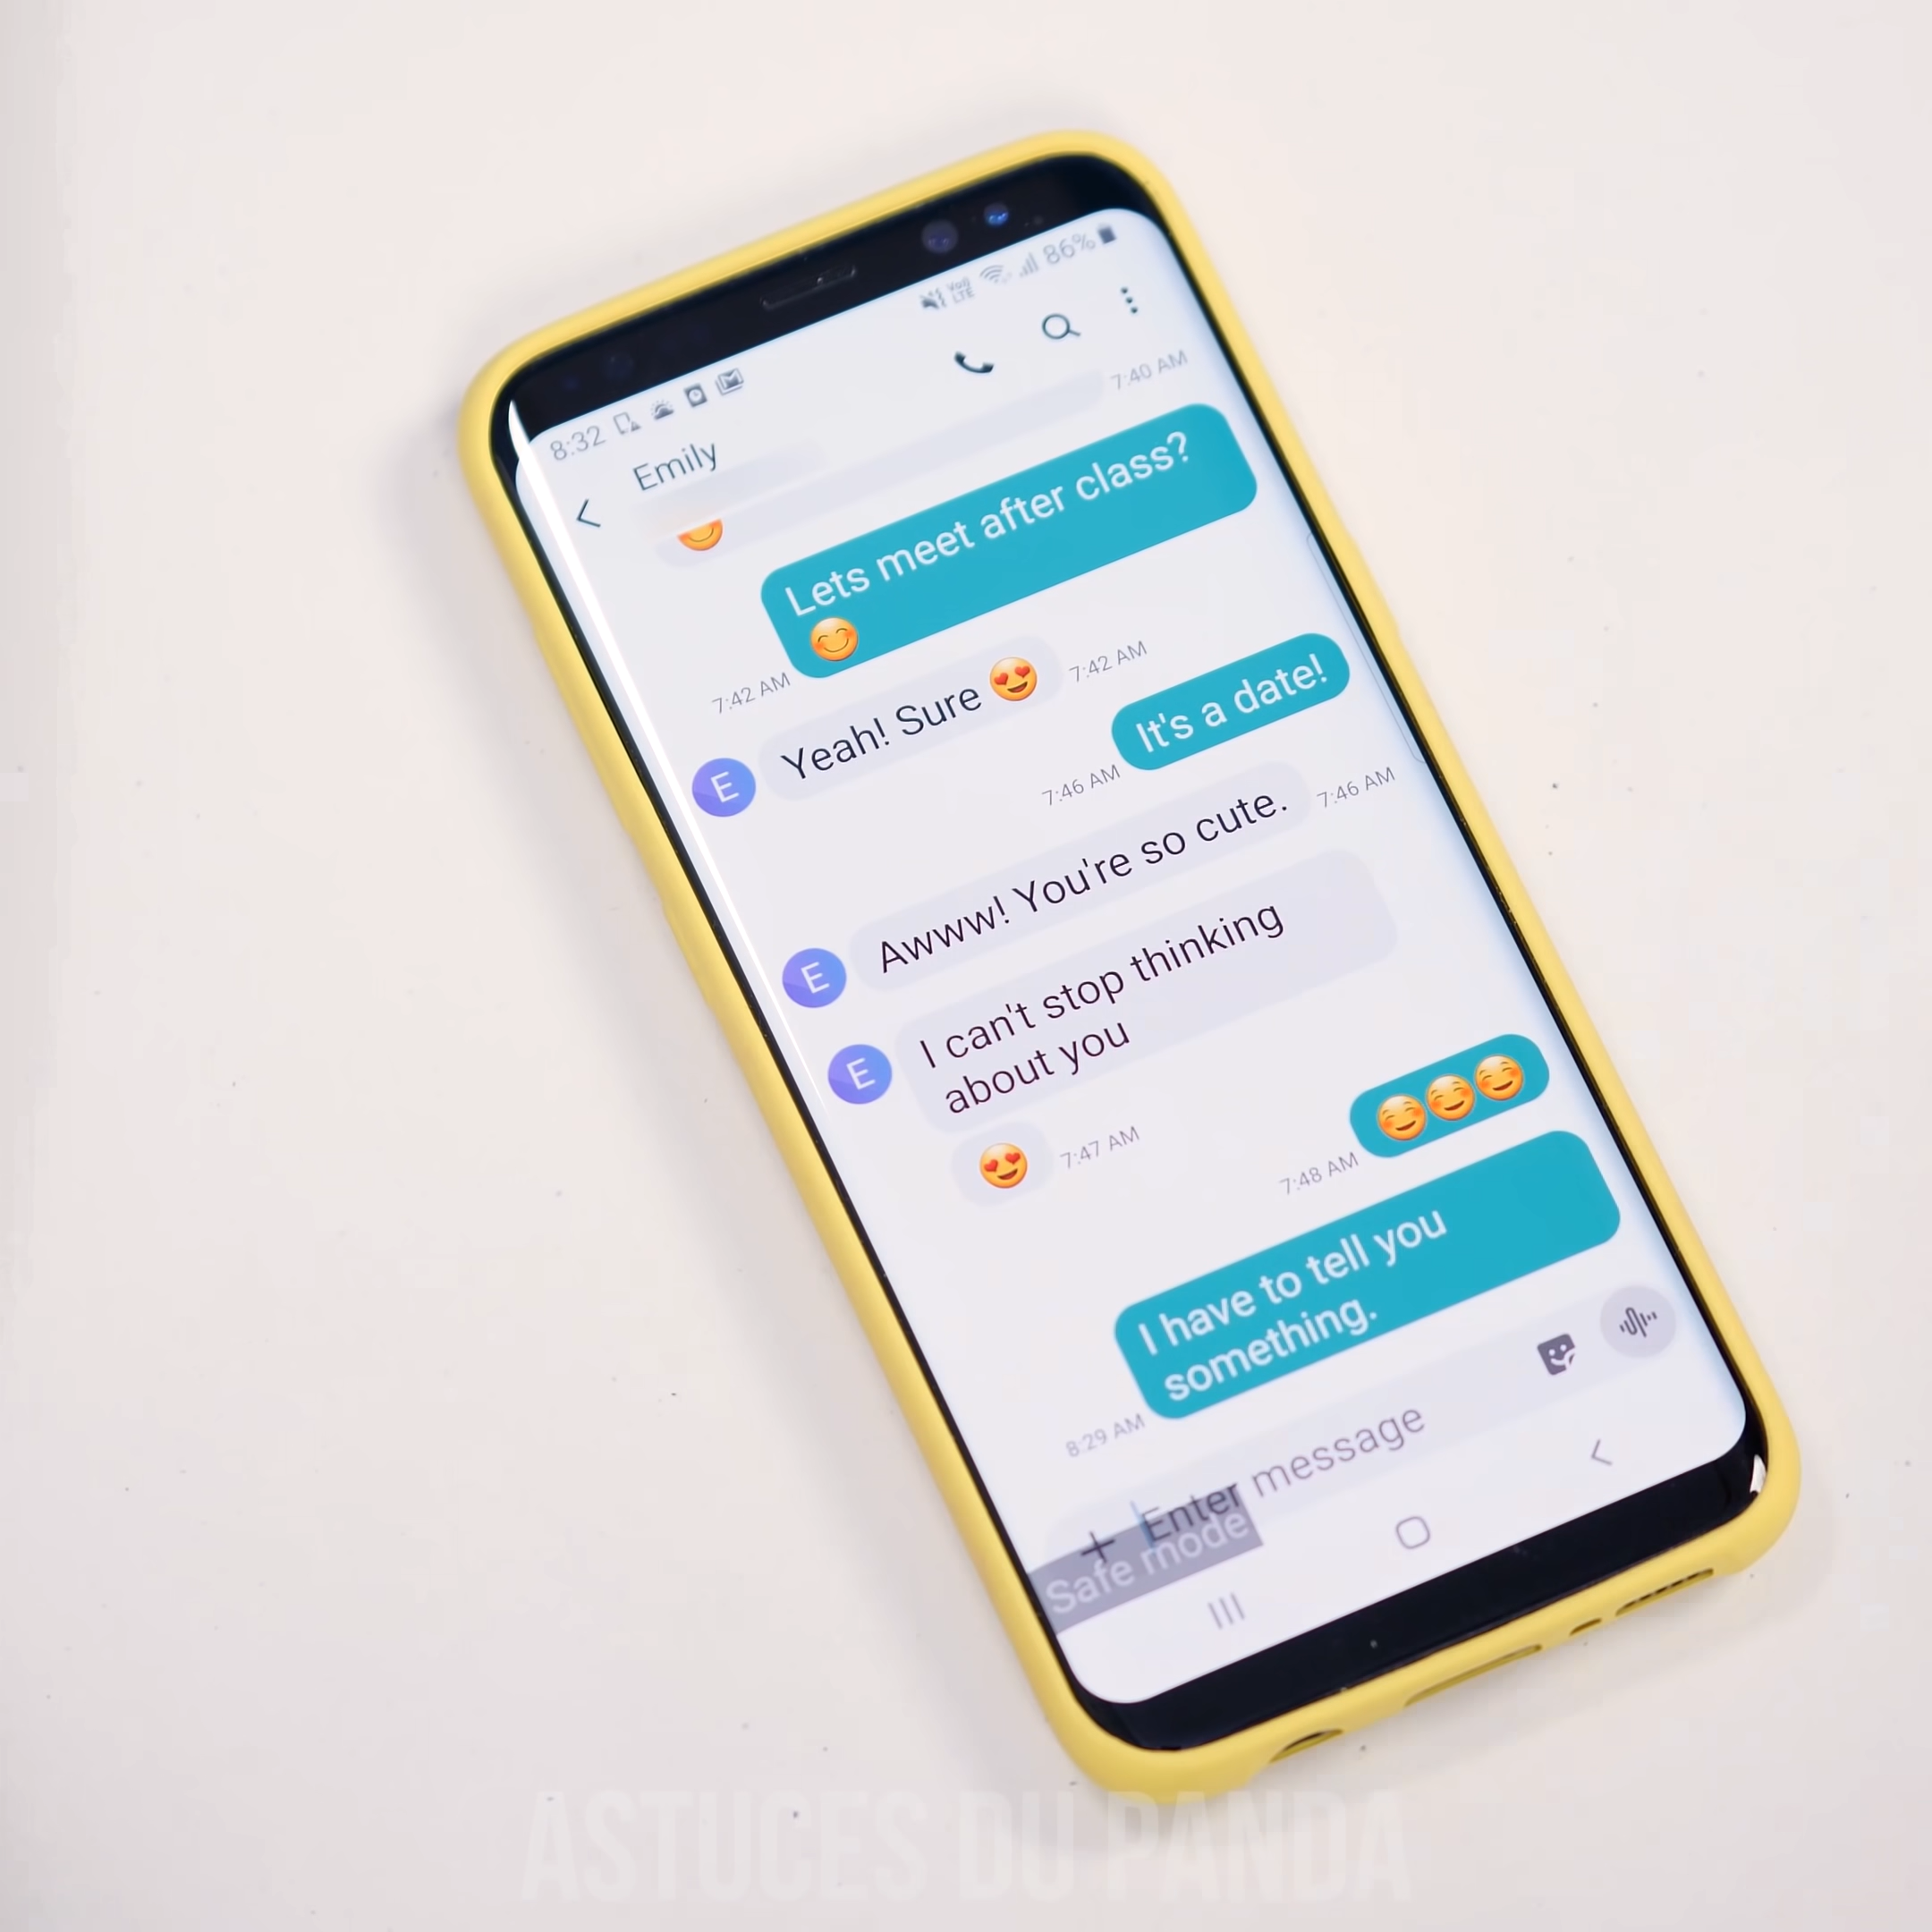 8:32
86%
Emily
7:40 AM
Lets meet after class?
😊
7:42 AM
Yeah! Sure 😍
7:42 AM
It's a date!
7:46 AM
Awww! You're so cute.
7:46 AM
I can't stop thinking
about you
😍
7:47 AM
☺️☺️☺️
7:48 AM
I have to tell you
something.
8:29 AM
Enter message
Safe mode
ASTUCES DU PANDA